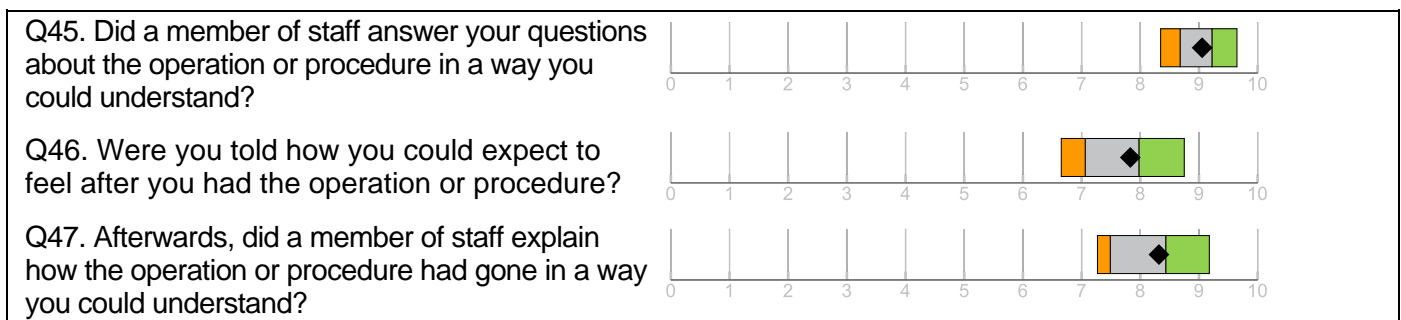 Q45. Did a member of staff answer your questions
about the operation or procedure in a way you
could understand?
0 1 2 3 4 5 6 7 8 9 10
Q46. Were you told how you could expect to
feel after you had the operation or procedure?
0 1 2 3 4 5 6 7 8 9 10
Q47. Afterwards, did a member of staff explain
how the operation or procedure had gone in a way
you could understand?
0 1 2 3 4 5 6 7 8 9 10